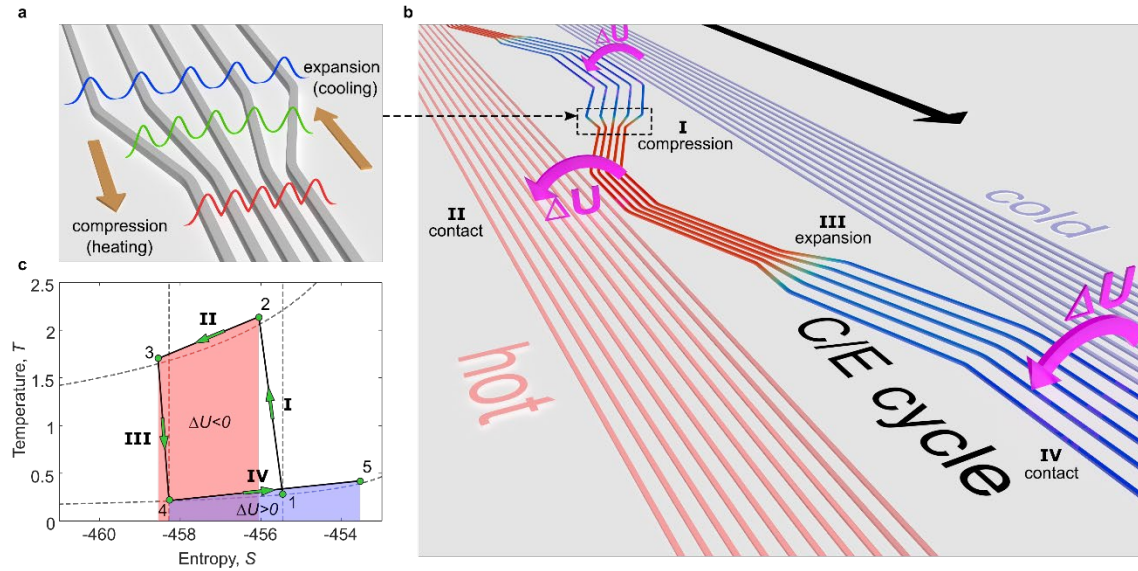 a
expansion
(cooling)
compression
(heating)
b
ΔU
I
compression
ΔU
II
contact
III
expansion
cold
ΔU
hot
C/E cycle
IV
contact
c
Temperature, T
2.5
2
1.5
1
0.5
0
2
II
3
I
III
ΔU<0
IV
5
4
ΔU>0
1
-460
-458
-456
-454
Entropy, S